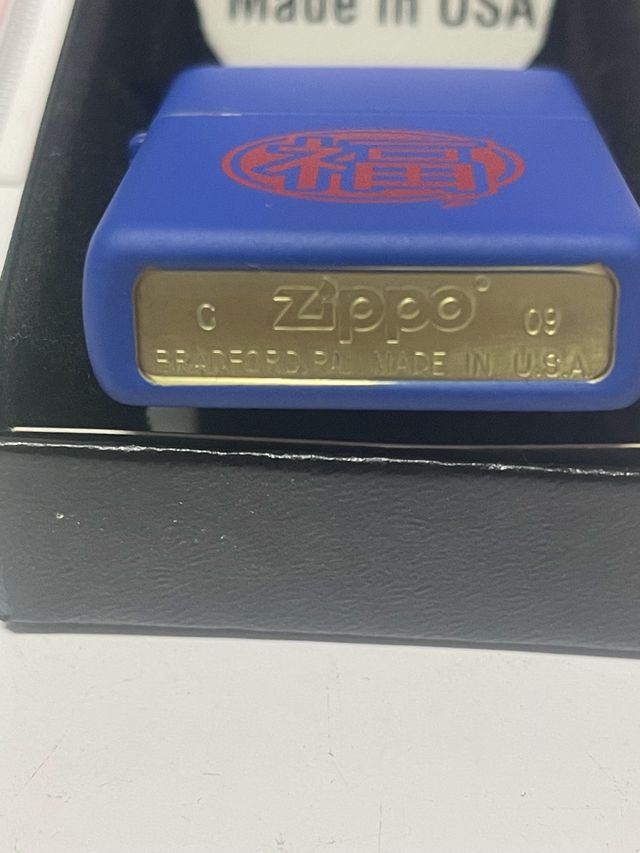 Made in USA
福
C zippo® 09
BRADFORD, PA. MADE IN U.S.A.